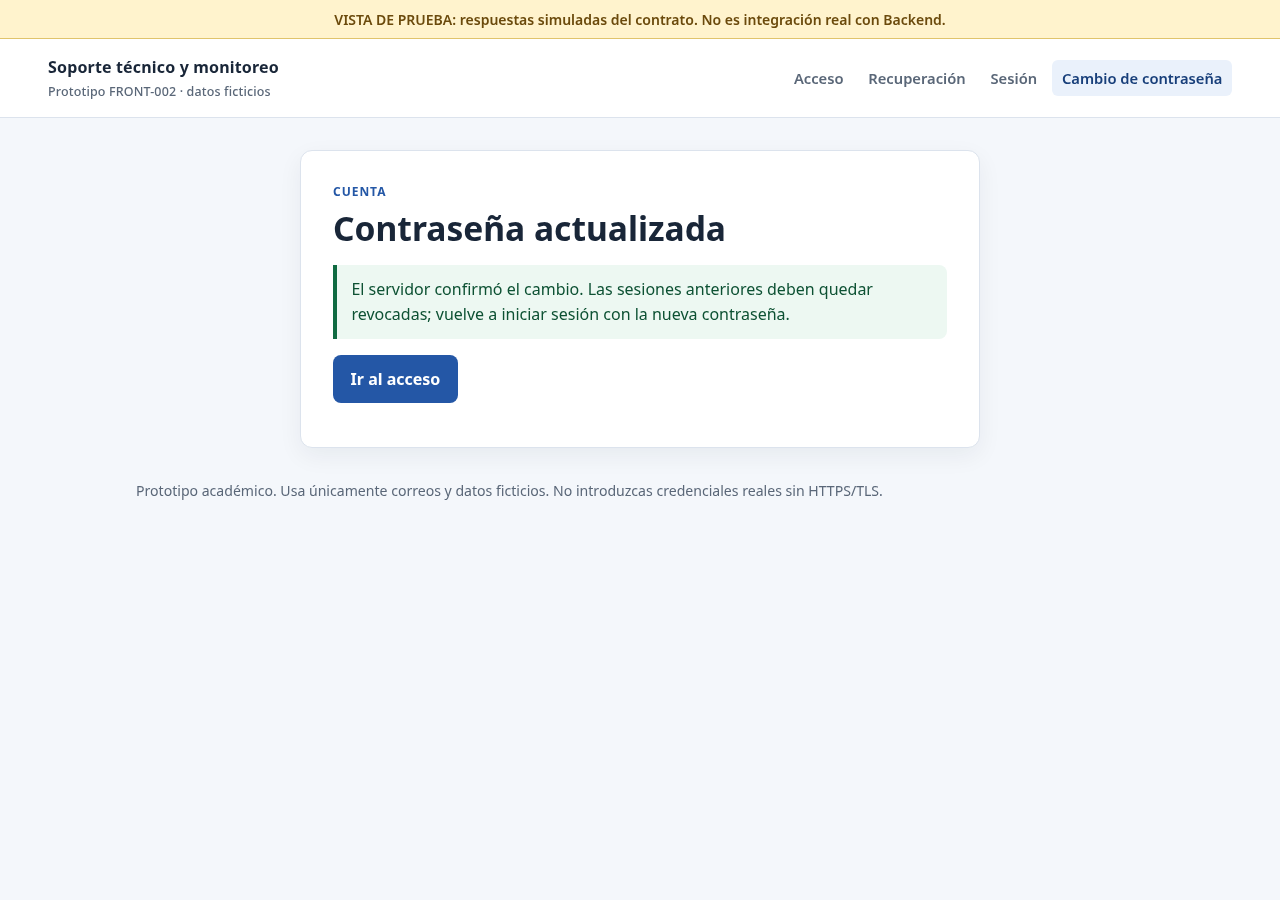 VISTA DE PRUEBA: respuestas simuladas del contrato. No es integración real con Backend.
Soporte técnico y monitoreo
Prototipo FRONT-002 · datos ficticios
Acceso
Recuperación
Sesión
Cambio de contraseña
CUENTA
Contraseña actualizada
El servidor confirmó el cambio. Las sesiones anteriores deben quedar
revocadas; vuelve a iniciar sesión con la nueva contraseña.
Ir al acceso
Prototipo académico. Usa únicamente correos y datos ficticios. No introduzcas credenciales reales sin HTTPS/TLS.